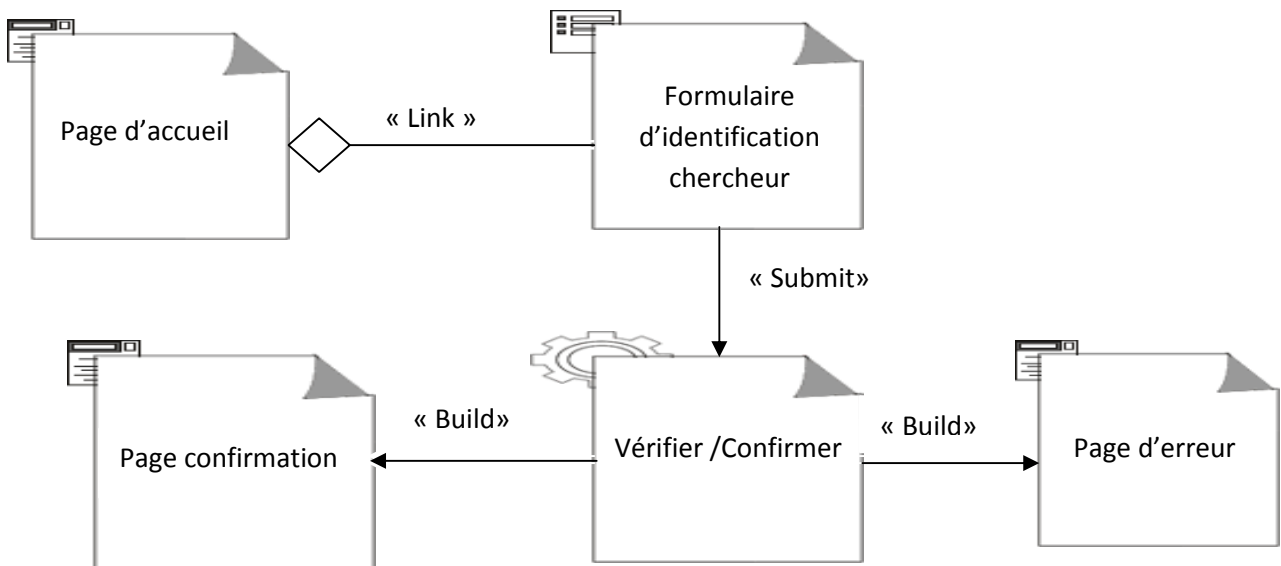 Page d’accueil
« Link »
Formulaire
d’identification
chercheur
« Submit»
Page confirmation
« Build»
Vérifier /Confirmer
« Build»
Page d’erreur